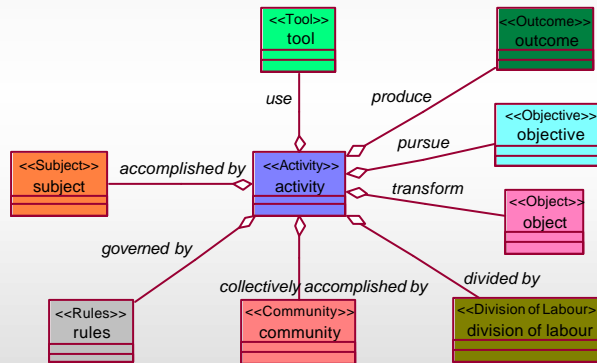 <<Tool>>
tool
<<Outcome>>
outcome
use
produce
<<Objective>>
objective
pursue
<<Subject>>
subject
accomplished by
<<Activity>>
activity
transform
<<Object>>
object
governed by
collectively accomplished by
divided by
<<Rules>>
rules
<<Community>>
community
<<Division of Labour>>
division of labour